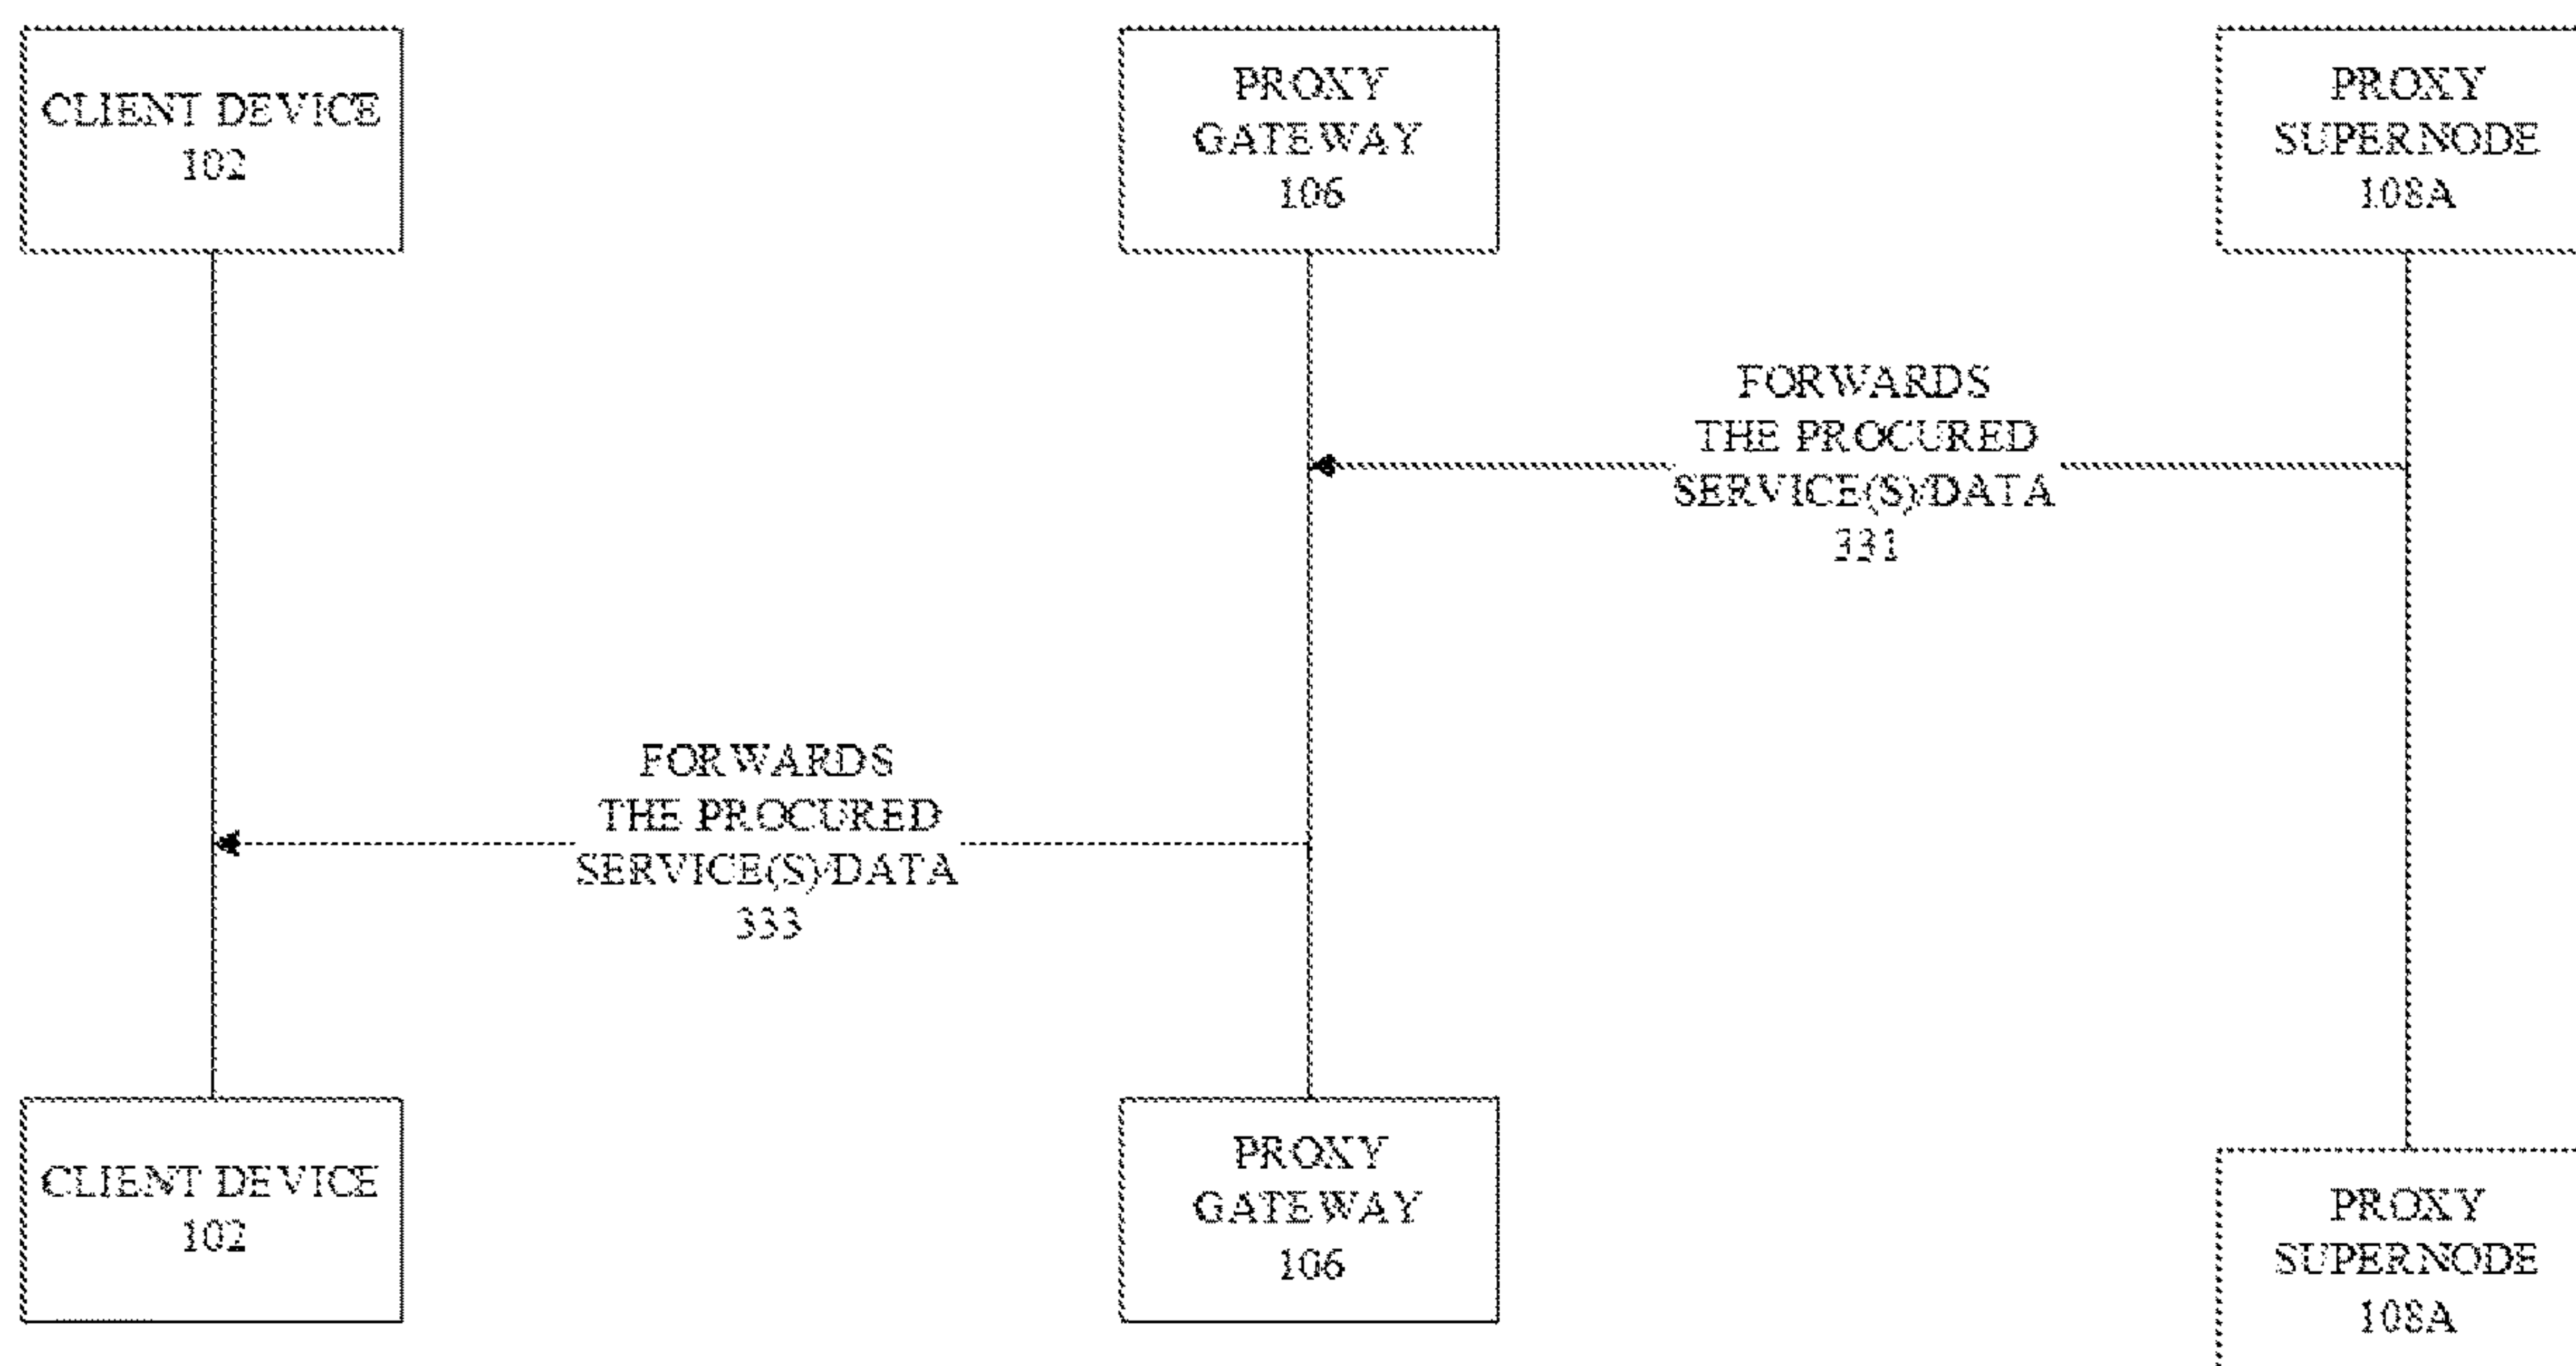 CLIENT DEVICE
102
PROXY
GATEWAY
106
PROXY
SUPERNODE
108A
FORWARDS
THE PROCURED
SERVICE(S)/DATA
331
FORWARDS
THE PROCURED
SERVICE(S)/DATA
333
CLIENT DEVICE
102
PROXY
GATEWAY
106
PROXY
SUPERNODE
108A